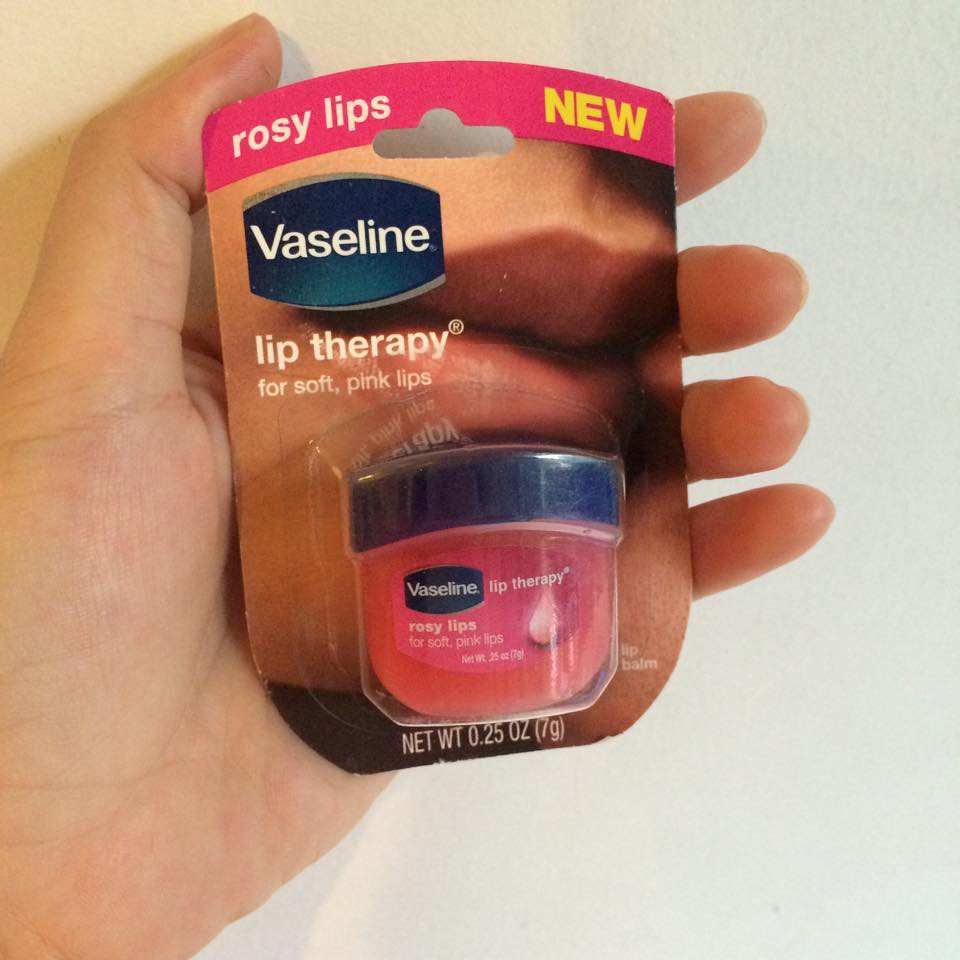 rosy lips
NEW
Vaseline
lip therapy®
for soft, pink lips
Vaseline. lip therapy®
rosy lips
for soft, pink lips
Net Wt. .25 oz (7g)
lip
balm
NET WT 0.25 OZ (7g)